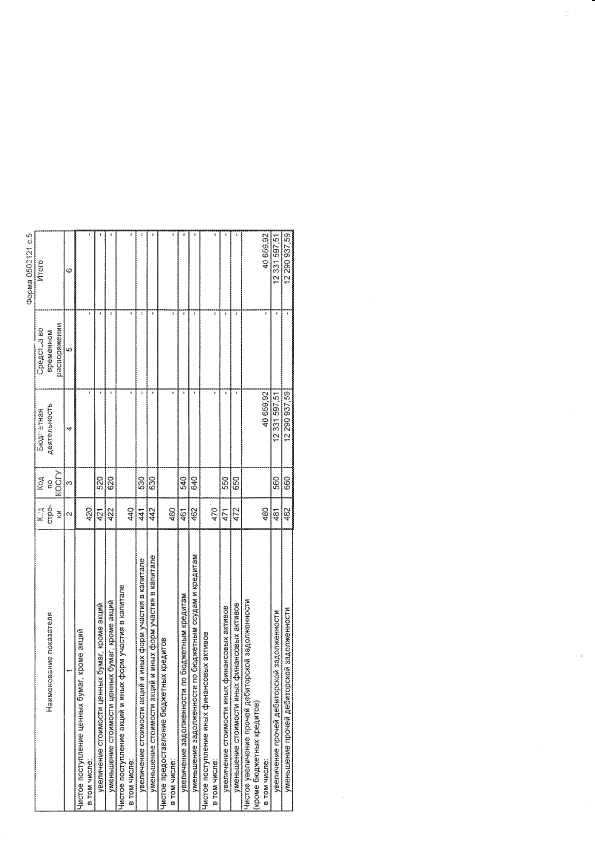 Форма 0503121 с.5
Наименование показателя | Код стро-ки | Код по КОСГУ | Бюджетная деятельность | Средства во временном распоряжении | Итого
1 | 2 | 3 | 4 | 5 | 6
Чистое поступление ценных бумаг, кроме акций | 420 | | - | - | -
в том числе:
увеличение стоимости ценных бумаг, кроме акций | 421 | 520 | - | - | -
уменьшение стоимости ценных бумаг, кроме акций | 422 | 620 | - | - | -
Чистое поступление акций и иных форм участия в капитале | 440 | | - | - | -
в том числе:
увеличение стоимости акций и иных форм участия в капитале | 441 | 530 | - | - | -
уменьшение стоимости акций и иных форм участия в капитале | 442 | 630 | - | - | -
Чистое предоставление бюджетных кредитов | 460 | | - | - | -
в том числе:
увеличение задолженности по бюджетным кредитам | 461 | 540 | - | - | -
уменьшение задолженности по бюджетным ссудам и кредитам | 462 | 640 | - | - | -
Чистое поступление иных финансовых активов | 470 | | - | - | -
в том числе:
увеличение стоимости иных финансовых активов | 471 | 550 | - | - | -
уменьшение стоимости иных финансовых активов | 472 | 650 | - | - | -
Чистое увеличение прочей дебиторской задолженности
(кроме бюджетных кредитов)
в том числе: | 480 | | 40 659,92 | - | 40 659,92
увеличение прочей дебиторской задолженности | 481 | 560 | 12 331 597,51 | - | 12 331 597,51
уменьшение прочей дебиторской задолженности | 482 | 660 | 12 290 937,59 | - | 12 290 937,59